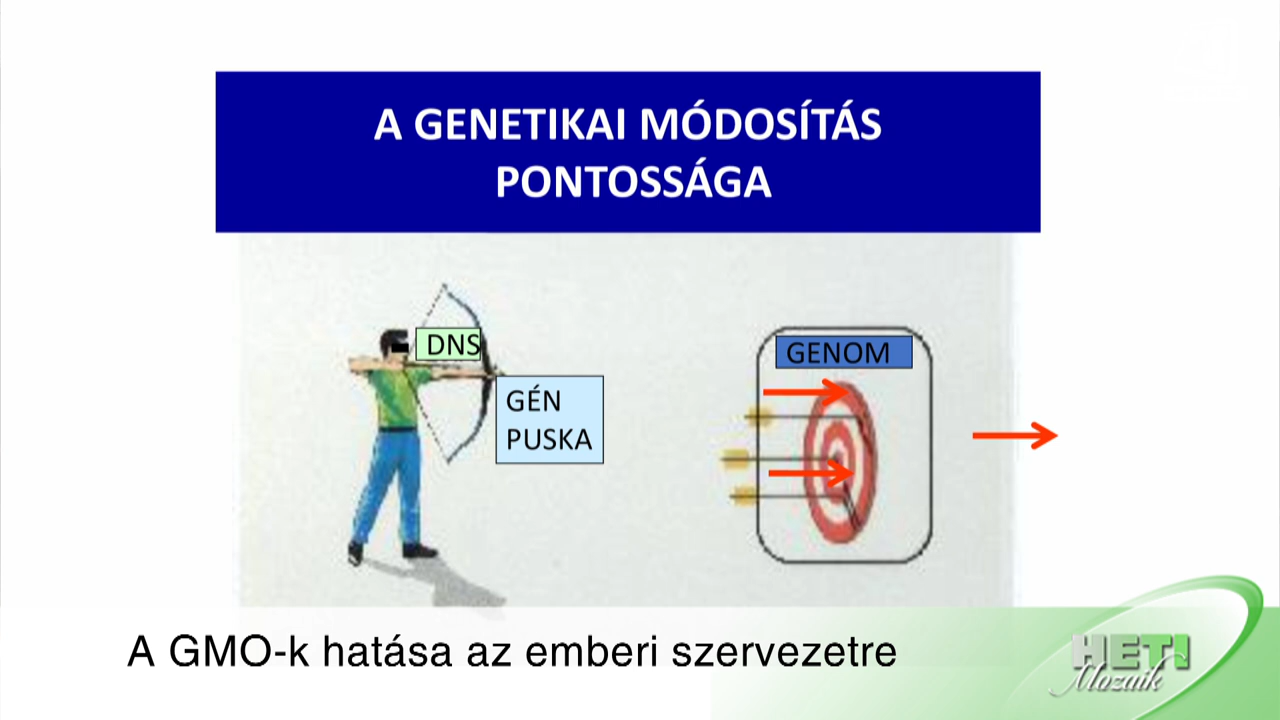 A GENETIKAI MÓDOSÍTÁS
PONTOSSÁGA
DNS
GÉN
PUSKA
GENOM
A GMO-k hatása az emberi szervezetre
HETI
Mozaik